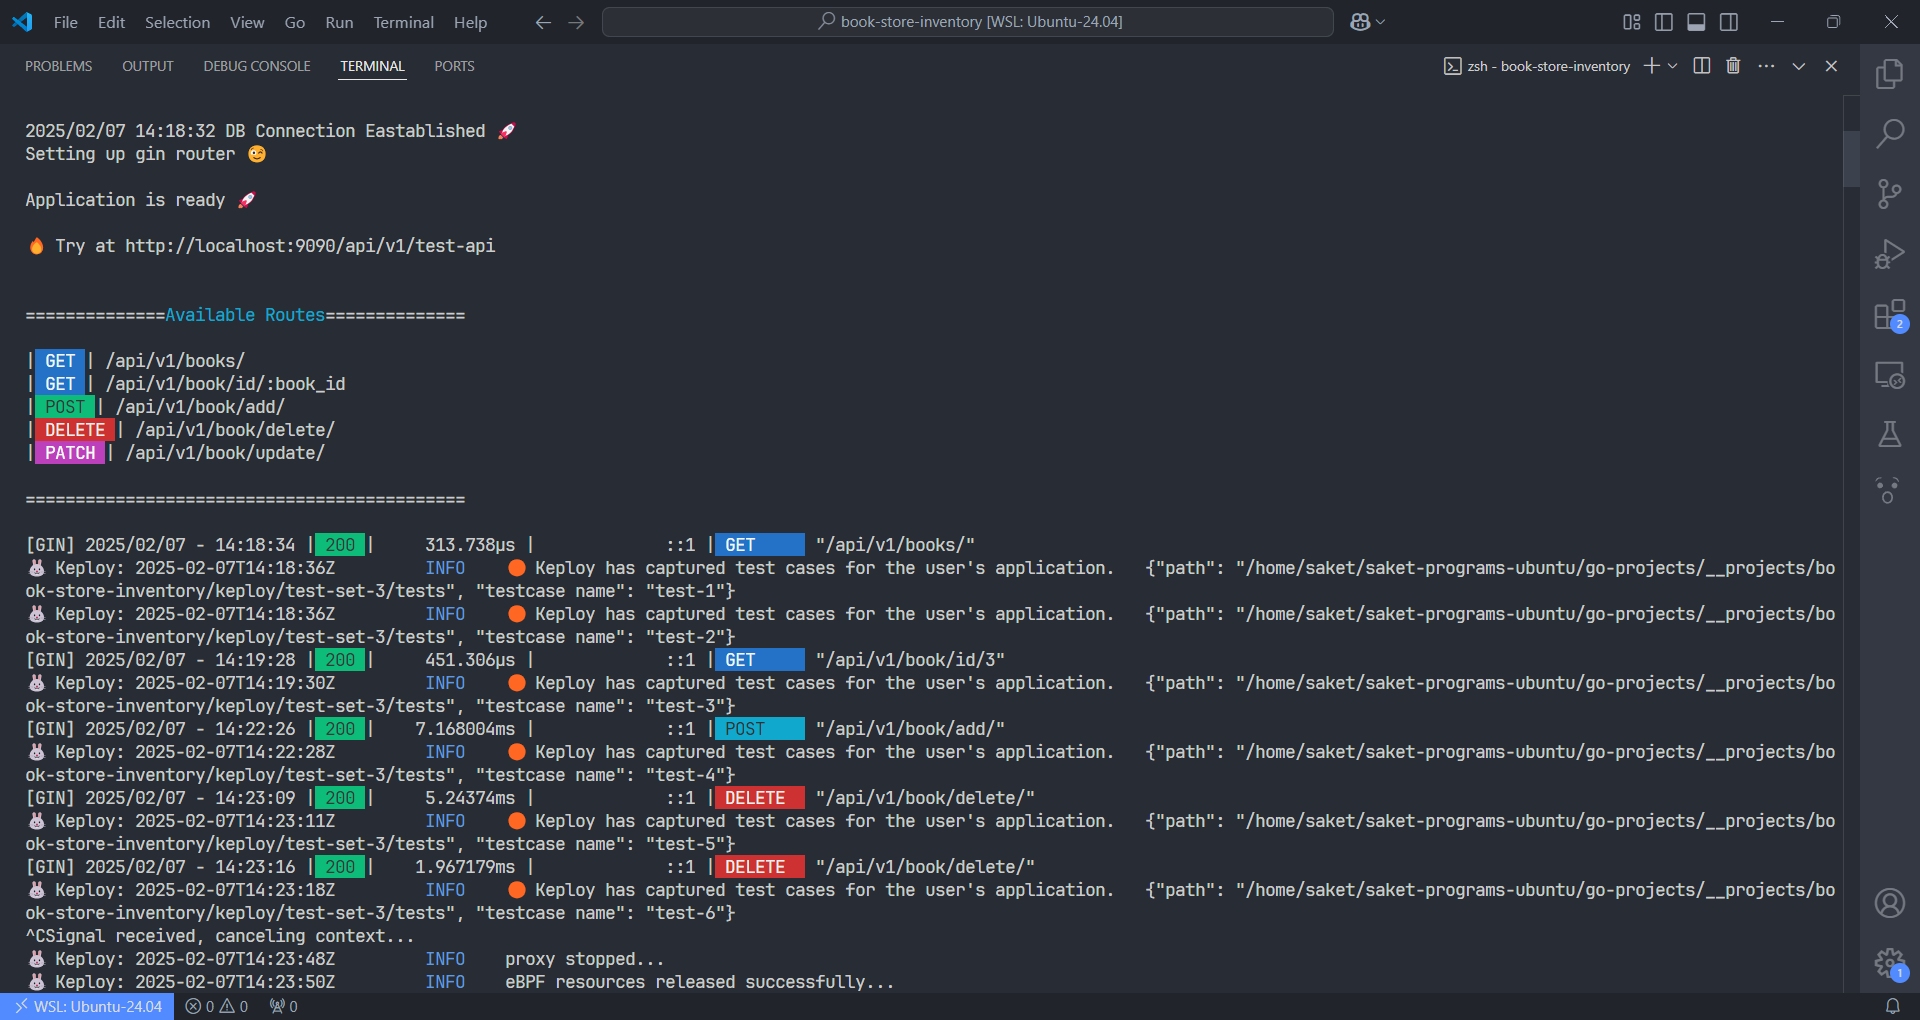 File Edit Selection View Go Run Terminal Help book-store-inventory [WSL: Ubuntu-24.04]
PROBLEMS OUTPUT DEBUG CONSOLE TERMINAL PORTS zsh - book-store-inventory
2025/02/07 14:18:32 DB Connection Eastablished 🚀
Setting up gin router 😉
Application is ready 🚀
🔥 Try at http://localhost:9090/api/v1/test-api
==============Available Routes==============
| GET | /api/v1/books/
| GET | /api/v1/book/id/:book_id
| POST | /api/v1/book/add/
| DELETE | /api/v1/book/delete/
| PATCH | /api/v1/book/update/
============================================
[GIN] 2025/02/07 - 14:18:34 | 200 | 313.738µs | ::1 | GET "/api/v1/books/"
🐰 Keploy: 2025-02-07T14:18:36Z INFO 🟠 Keploy has captured test cases for the user's application. {"path": "/home/saket/saket-programs-ubuntu/go-projects/__projects/bo
ok-store-inventory/keploy/test-set-3/tests", "testcase name": "test-1"}
🐰 Keploy: 2025-02-07T14:18:36Z INFO 🟠 Keploy has captured test cases for the user's application. {"path": "/home/saket/saket-programs-ubuntu/go-projects/__projects/bo
ok-store-inventory/keploy/test-set-3/tests", "testcase name": "test-2"}
[GIN] 2025/02/07 - 14:19:28 | 200 | 451.306µs | ::1 | GET "/api/v1/book/id/3"
🐰 Keploy: 2025-02-07T14:19:30Z INFO 🟠 Keploy has captured test cases for the user's application. {"path": "/home/saket/saket-programs-ubuntu/go-projects/__projects/bo
ok-store-inventory/keploy/test-set-3/tests", "testcase name": "test-3"}
[GIN] 2025/02/07 - 14:22:26 | 200 | 7.168004ms | ::1 | POST "/api/v1/book/add/"
🐰 Keploy: 2025-02-07T14:22:28Z INFO 🟠 Keploy has captured test cases for the user's application. {"path": "/home/saket/saket-programs-ubuntu/go-projects/__projects/bo
ok-store-inventory/keploy/test-set-3/tests", "testcase name": "test-4"}
[GIN] 2025/02/07 - 14:23:09 | 200 | 5.24374ms | ::1 | DELETE "/api/v1/book/delete/"
🐰 Keploy: 2025-02-07T14:23:11Z INFO 🟠 Keploy has captured test cases for the user's application. {"path": "/home/saket/saket-programs-ubuntu/go-projects/__projects/bo
ok-store-inventory/keploy/test-set-3/tests", "testcase name": "test-5"}
[GIN] 2025/02/07 - 14:23:16 | 200 | 1.967179ms | ::1 | DELETE "/api/v1/book/delete/"
🐰 Keploy: 2025-02-07T14:23:18Z INFO 🟠 Keploy has captured test cases for the user's application. {"path": "/home/saket/saket-programs-ubuntu/go-projects/__projects/bo
ok-store-inventory/keploy/test-set-3/tests", "testcase name": "test-6"}
^CSignal received, canceling context...
🐰 Keploy: 2025-02-07T14:23:48Z INFO proxy stopped...
🐰 Keploy: 2025-02-07T14:23:50Z INFO eBPF resources released successfully...
2
1
WSL: Ubuntu-24.04 0 0 0